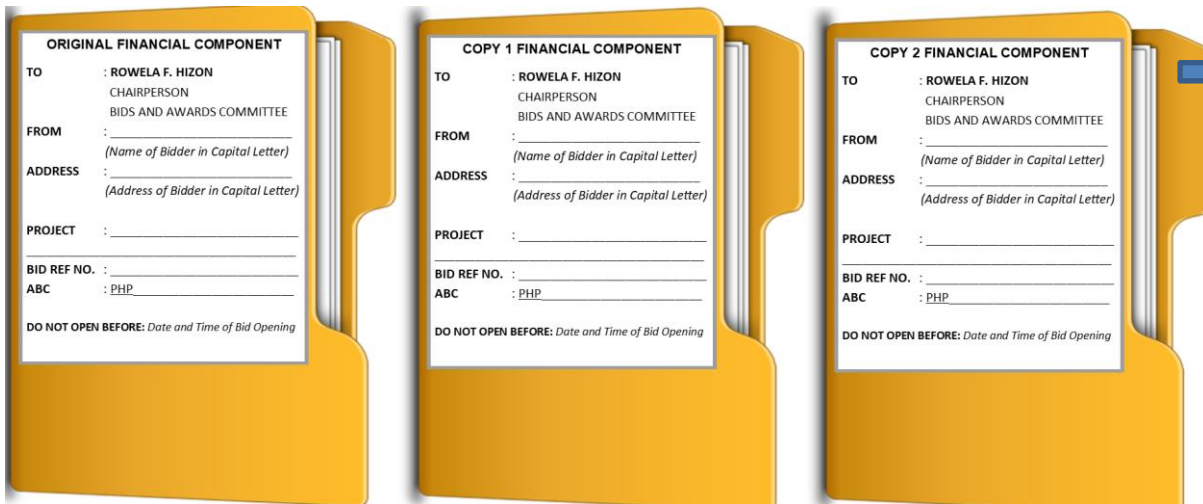 ORIGINAL FINANCIAL COMPONENT
TO : ROWELA F. HIZON
CHAIRPERSON
BIDS AND AWARDS COMMITTEE
FROM : ____________________________
(Name of Bidder in Capital Letter)
ADDRESS : ____________________________
(Address of Bidder in Capital Letter)
PROJECT : ____________________________
________________________________________
BID REF NO. : ____________________________
ABC : PHP________________________
DO NOT OPEN BEFORE: Date and Time of Bid Opening
COPY 1 FINANCIAL COMPONENT
TO : ROWELA F. HIZON
CHAIRPERSON
BIDS AND AWARDS COMMITTEE
FROM : ____________________________
(Name of Bidder in Capital Letter)
ADDRESS : ____________________________
(Address of Bidder in Capital Letter)
PROJECT : ____________________________
________________________________________
BID REF NO. : ____________________________
ABC : PHP________________________
DO NOT OPEN BEFORE: Date and Time of Bid Opening
COPY 2 FINANCIAL COMPONENT
TO : ROWELA F. HIZON
CHAIRPERSON
BIDS AND AWARDS COMMITTEE
FROM : ____________________________
(Name of Bidder in Capital Letter)
ADDRESS : ____________________________
(Address of Bidder in Capital Letter)
PROJECT : ____________________________
________________________________________
BID REF NO. : ____________________________
ABC : PHP________________________
DO NOT OPEN BEFORE: Date and Time of Bid Opening